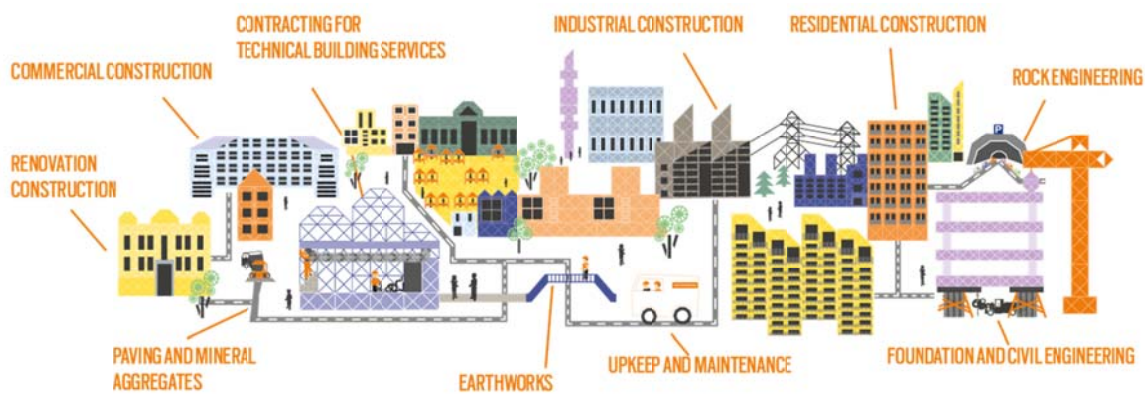 CONTRACTING FOR
TECHNICAL BUILDING SERVICES
INDUSTRIAL CONSTRUCTION
RESIDENTIAL CONSTRUCTION
COMMERCIAL CONSTRUCTION
ROCK ENGINEERING
RENOVATION
CONSTRUCTION
P
PAVING AND MINERAL
AGGREGATES
EARTHWORKS
UPKEEP AND MAINTENANCE
FOUNDATION AND CIVIL ENGINEERING